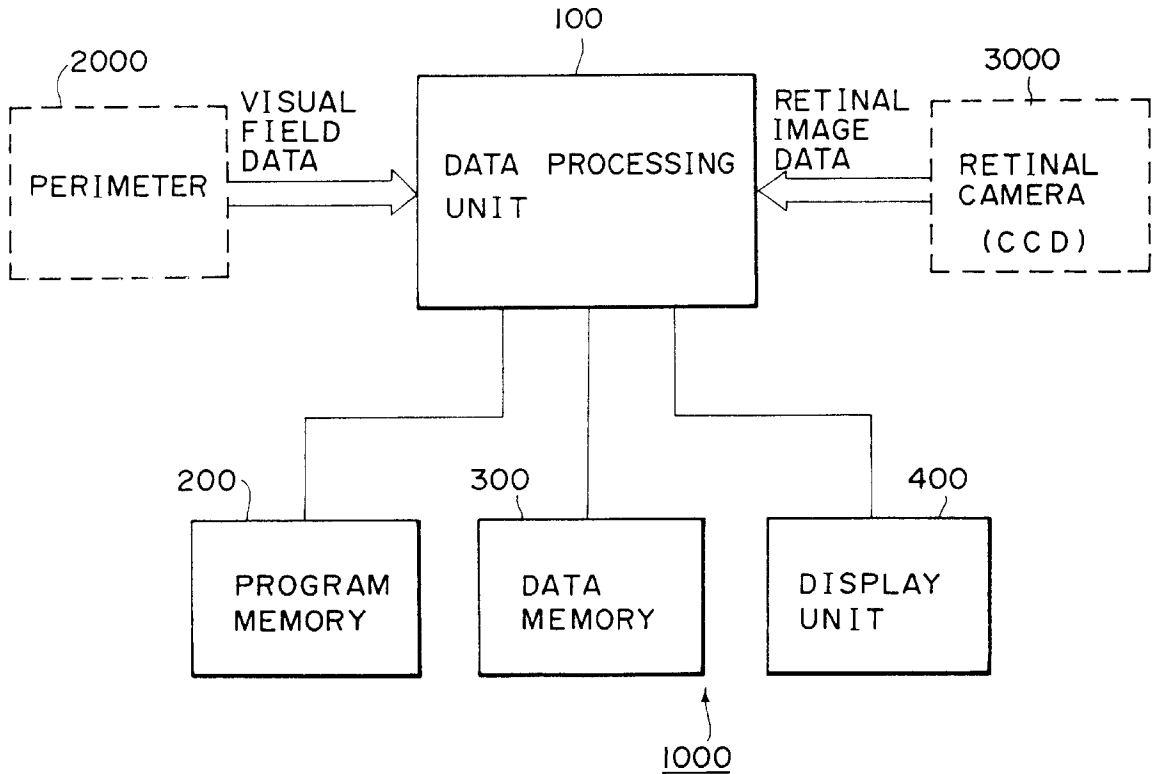 100
2000
3000
VISUAL
FIELD
DATA
RETINAL
IMAGE
DATA
PERIMETER
DATA PROCESSING
UNIT
RETINAL
CAMERA
(CCD)
200
300
400
PROGRAM
MEMORY
DATA
MEMORY
DISPLAY
UNIT
1000